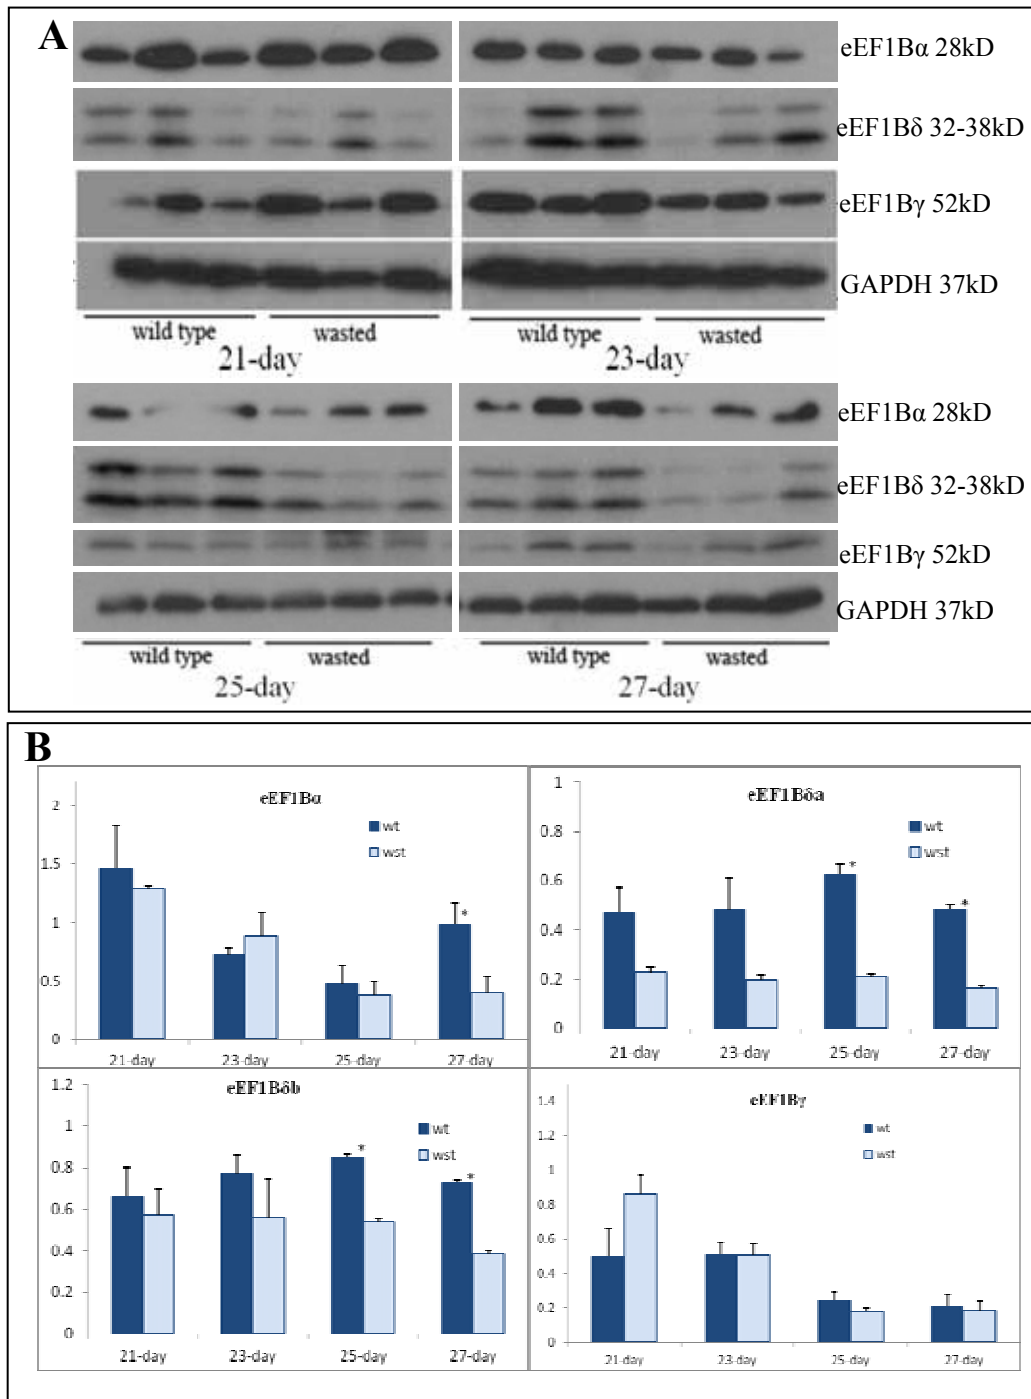 A
eEF1Bα 28kD
eEF1Bδ 32-38kD
eEF1Bγ 52kD
GAPDH 37kD
wild type wasted wild type wasted
21-day 23-day
eEF1Bα 28kD
eEF1Bδ 32-38kD
eEF1Bγ 52kD
GAPDH 37kD
wild type wasted wild type wasted
25-day 27-day
B
eEF1Bα
2
1.5
1
0.5
0
wt
wst
*
21-day 23-day 25-day 27-day
eEF1Bδa
1
0.8
0.6
0.4
0.2
0
wt
wst
*
*
21-day 23-day 25-day 27-day
eEF1Bδb
1.2
1
0.8
0.6
0.4
0.2
0
wt
wst
*
*
21-day 23-day 25-day 27-day
eEF1Bγ
1.4
1.2
1
0.8
0.6
0.4
0.2
0
wt
wst
21-day 23-day 25-day 27-day